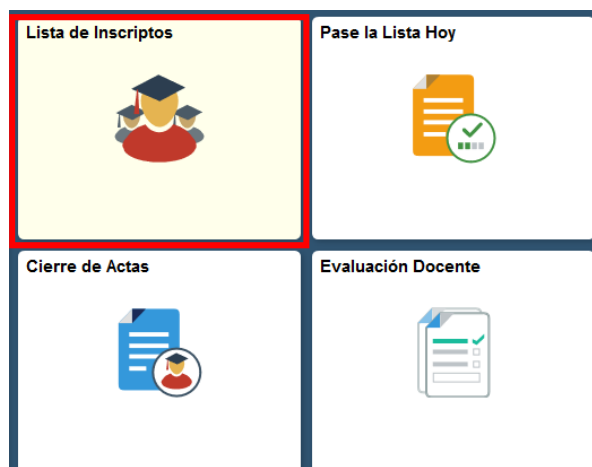 Lista de Inscriptos
Pase la Lista Hoy
Cierre de Actas
Evaluación Docente